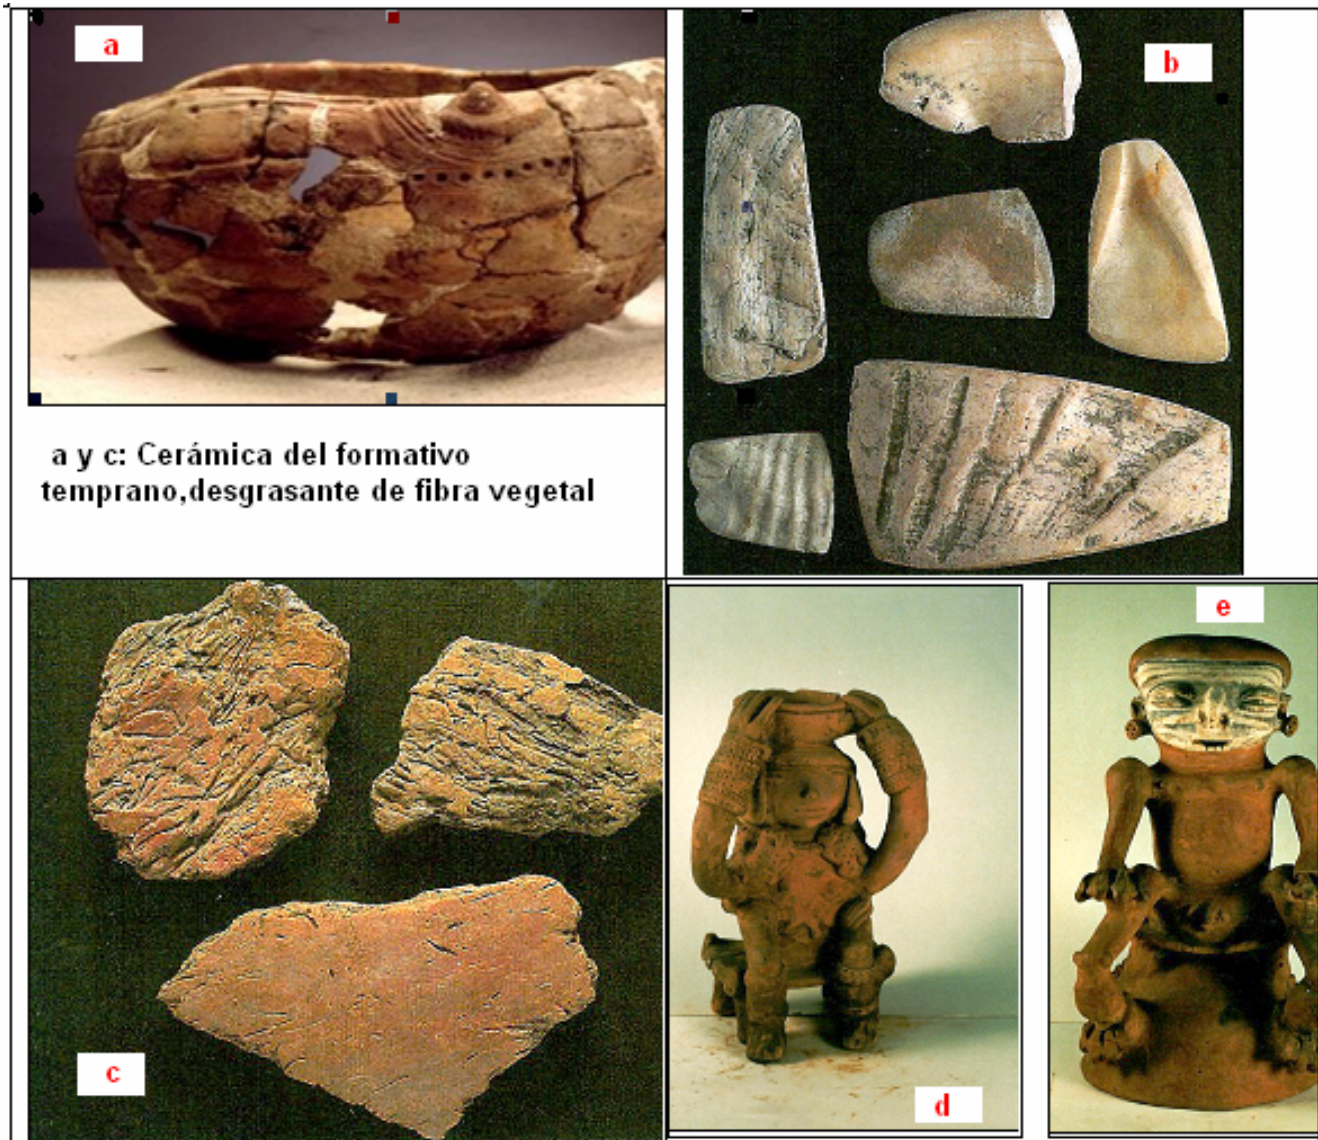 a
b
a y c: Cerámica del formativo
temprano,desgrasante de fibra vegetal
c
d
e